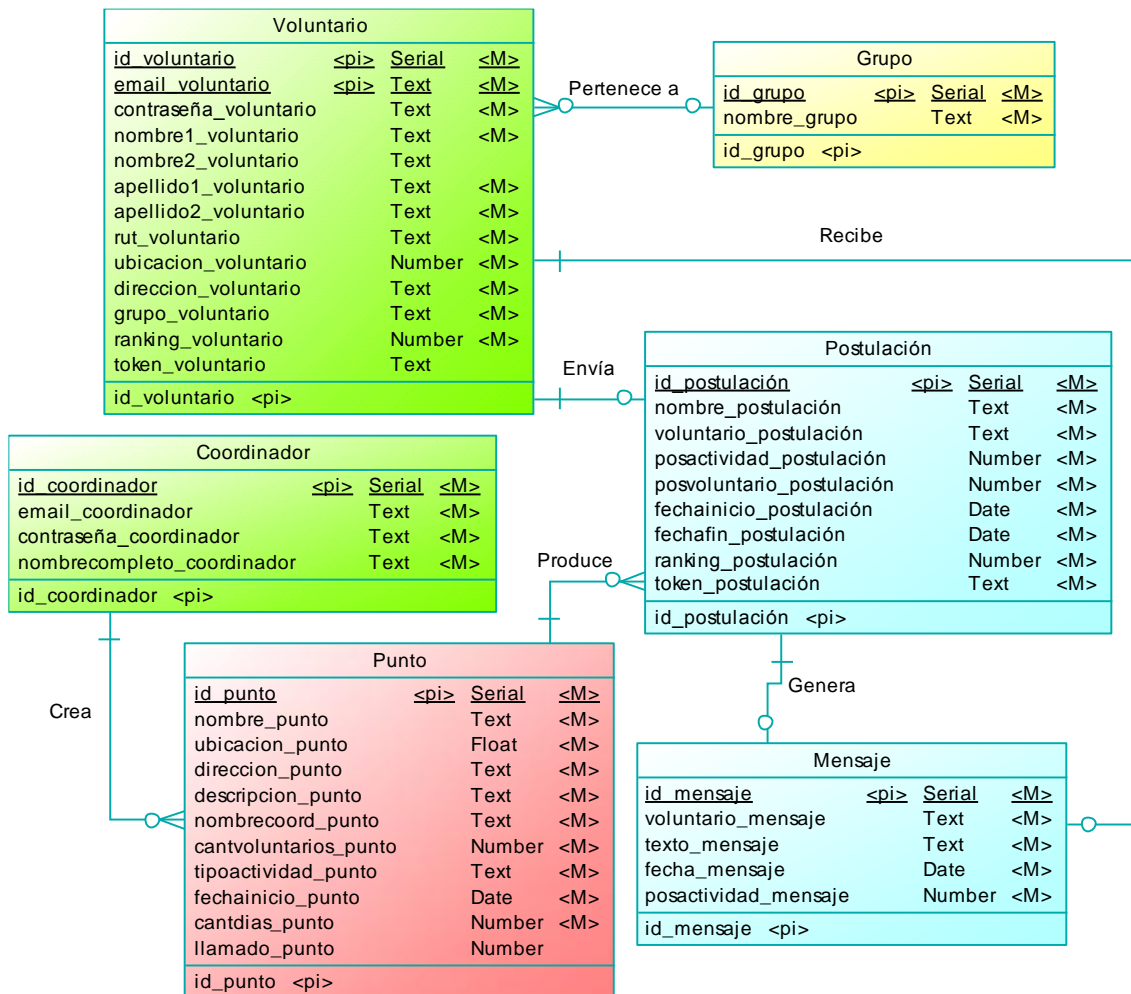 Voluntario
id_voluntario <pi> Serial <M>
email_voluntario <pi> Text <M>
contraseña_voluntario Text <M>
nombre1_voluntario Text <M>
nombre2_voluntario Text
apellido1_voluntario Text <M>
apellido2_voluntario Text <M>
rut_voluntario Text <M>
ubicacion_voluntario Number <M>
direccion_voluntario Text <M>
grupo_voluntario Text <M>
ranking_voluntario Number <M>
token_voluntario Text
id_voluntario <pi>
Pertenece a
Grupo
id_grupo <pi> Serial <M>
nombre_grupo Text <M>
id_grupo <pi>
Recibe
Envía
Postulación
id_postulación <pi> Serial <M>
nombre_postulación Text <M>
voluntario_postulación Text <M>
posactividad_postulación Number <M>
posvoluntario_postulación Number <M>
fechainicio_postulación Date <M>
fechafin_postulación Date <M>
ranking_postulación Number <M>
token_postulación Text <M>
id_postulación <pi>
Coordinador
id_coordinador <pi> Serial <M>
email_coordinador Text <M>
contraseña_coordinador Text <M>
nombrecompleto_coordinador Text <M>
id_coordinador <pi>
Produce
Crea
Punto
id_punto <pi> Serial <M>
nombre_punto Text <M>
ubicacion_punto Float <M>
direccion_punto Text <M>
descripcion_punto Text <M>
nombrecoord_punto Text <M>
cantvoluntarios_punto Number <M>
tipoactividad_punto Text <M>
fechainicio_punto Date <M>
cantdias_punto Number <M>
llamado_punto Number
id_punto <pi>
Genera
Mensaje
id_mensaje <pi> Serial <M>
voluntario_mensaje Text <M>
texto_mensaje Text <M>
fecha_mensaje Date <M>
posactividad_mensaje Number <M>
id_mensaje <pi>